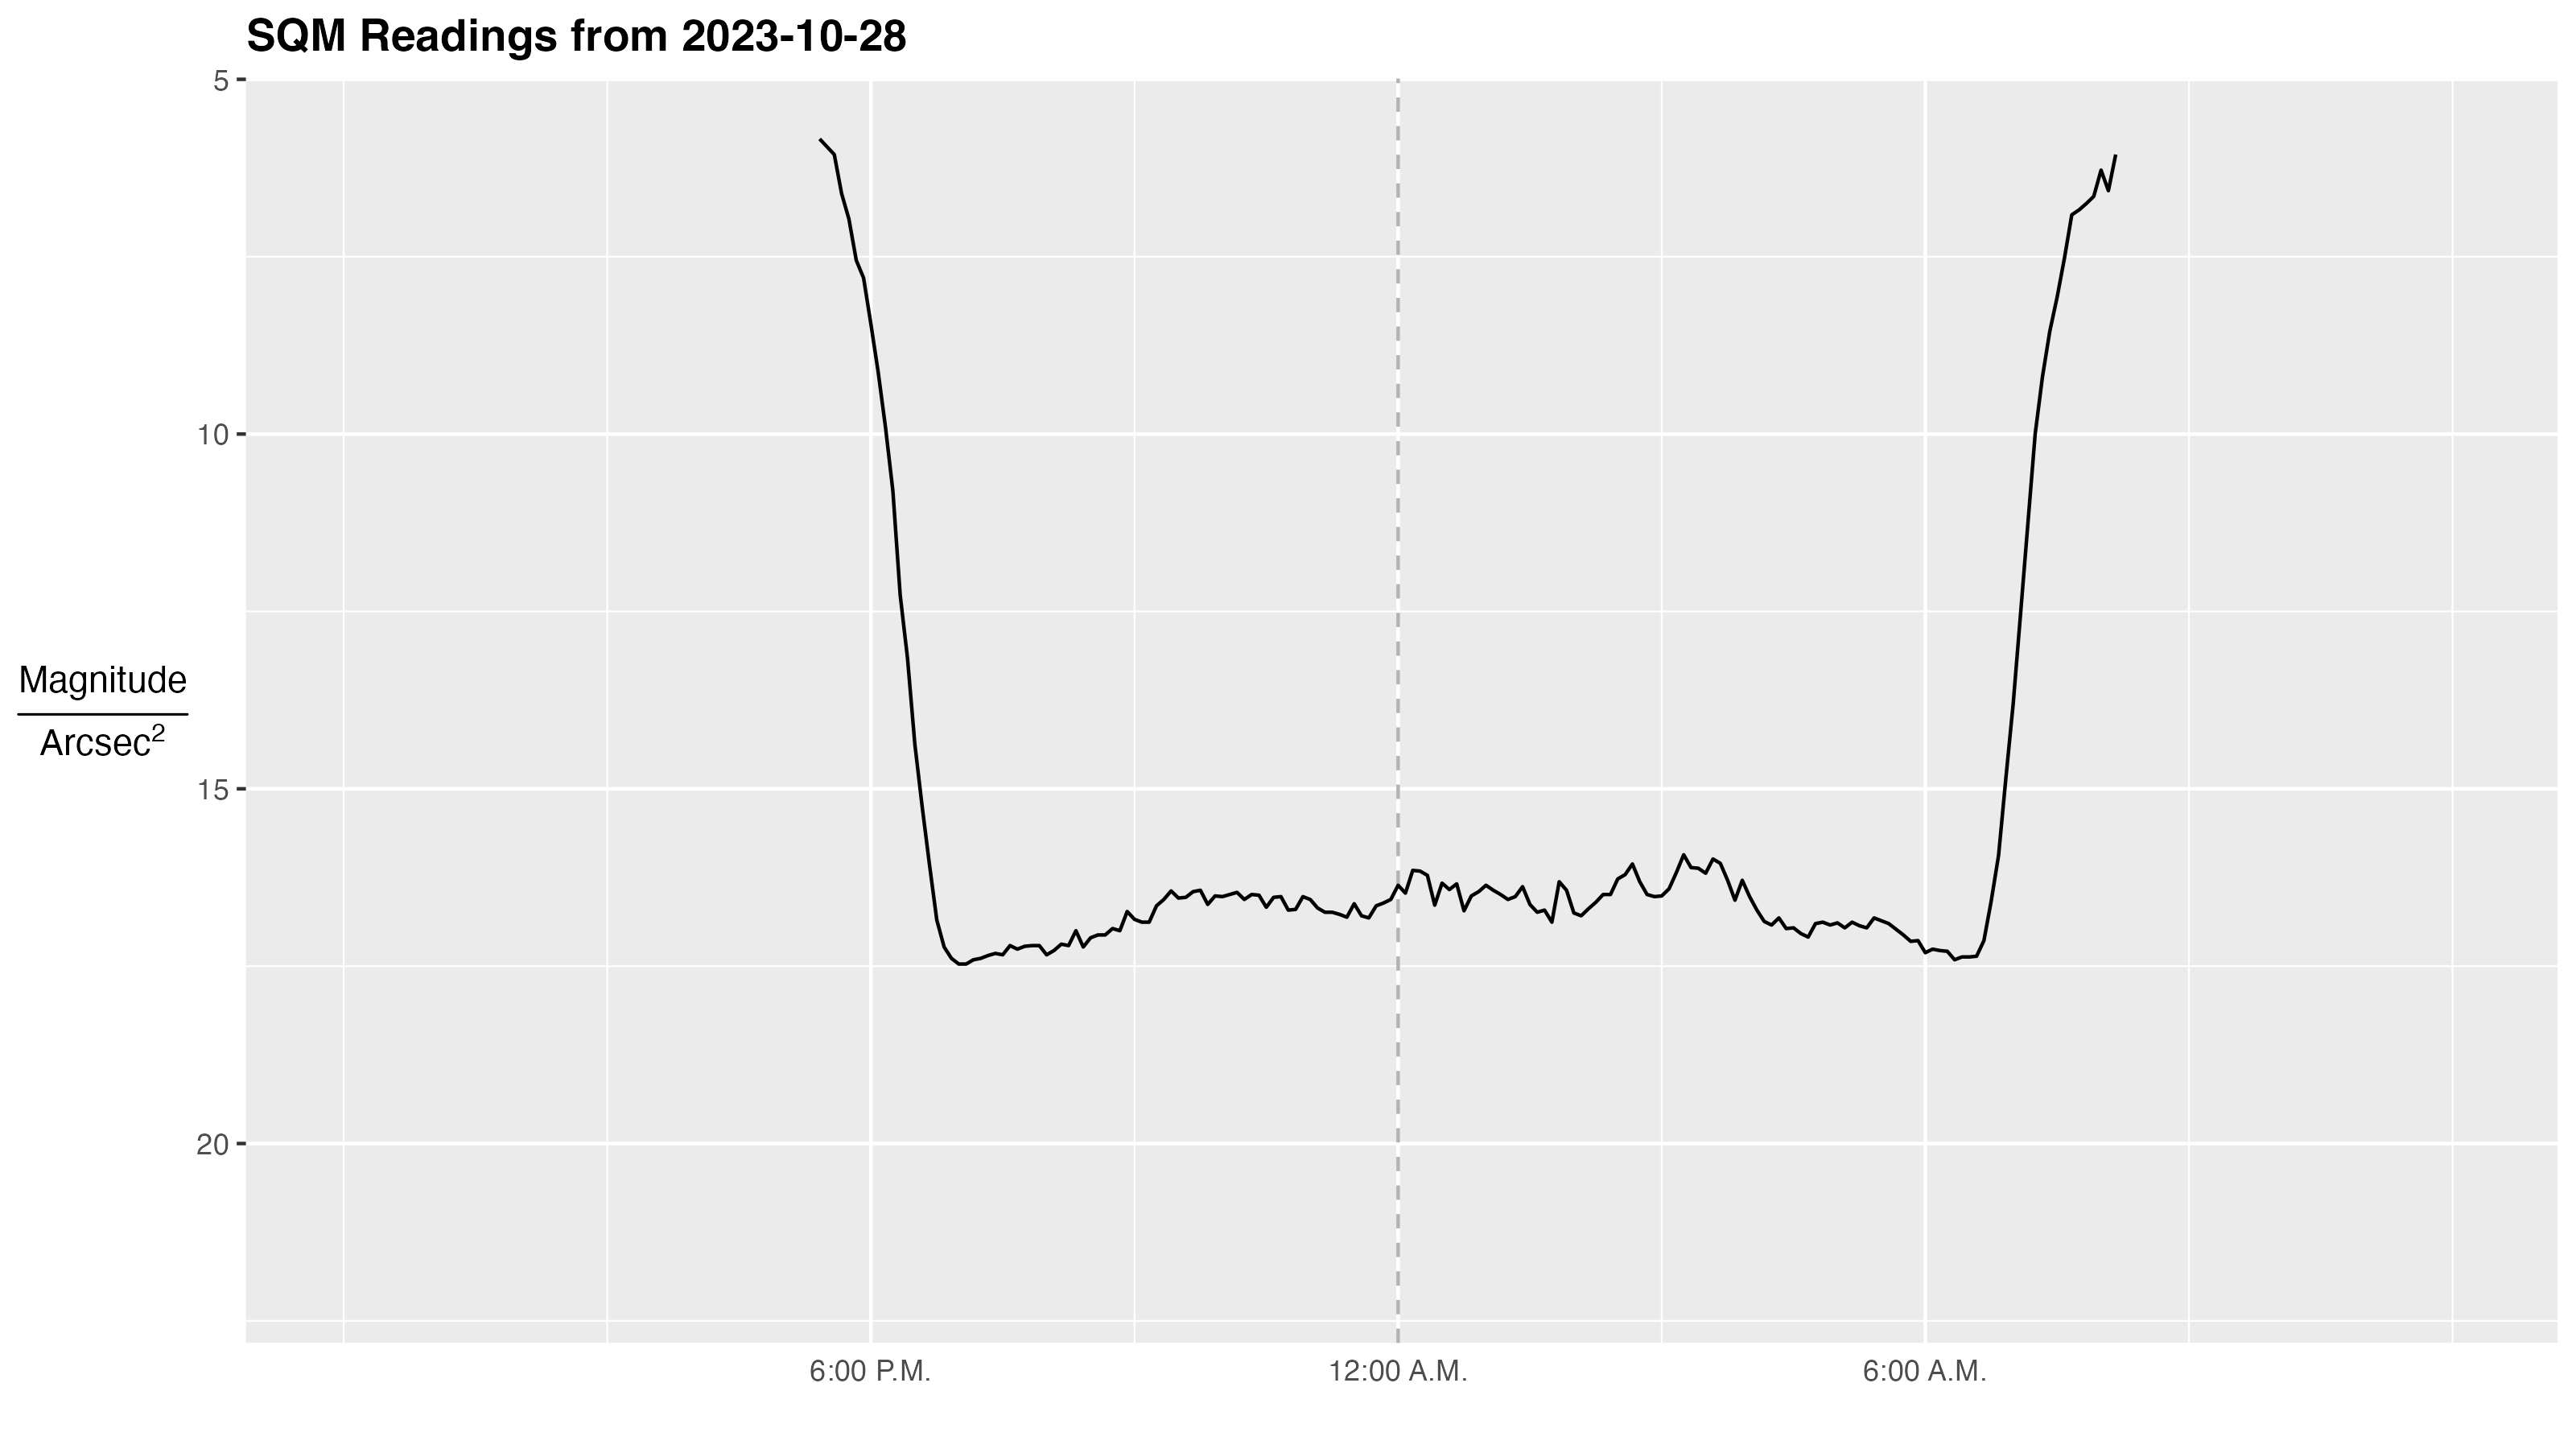 SQM Readings from 2023-10-28
5
10
15
20
Magnitude
Arcsec²
6:00 P.M.
12:00 A.M.
6:00 A.M.